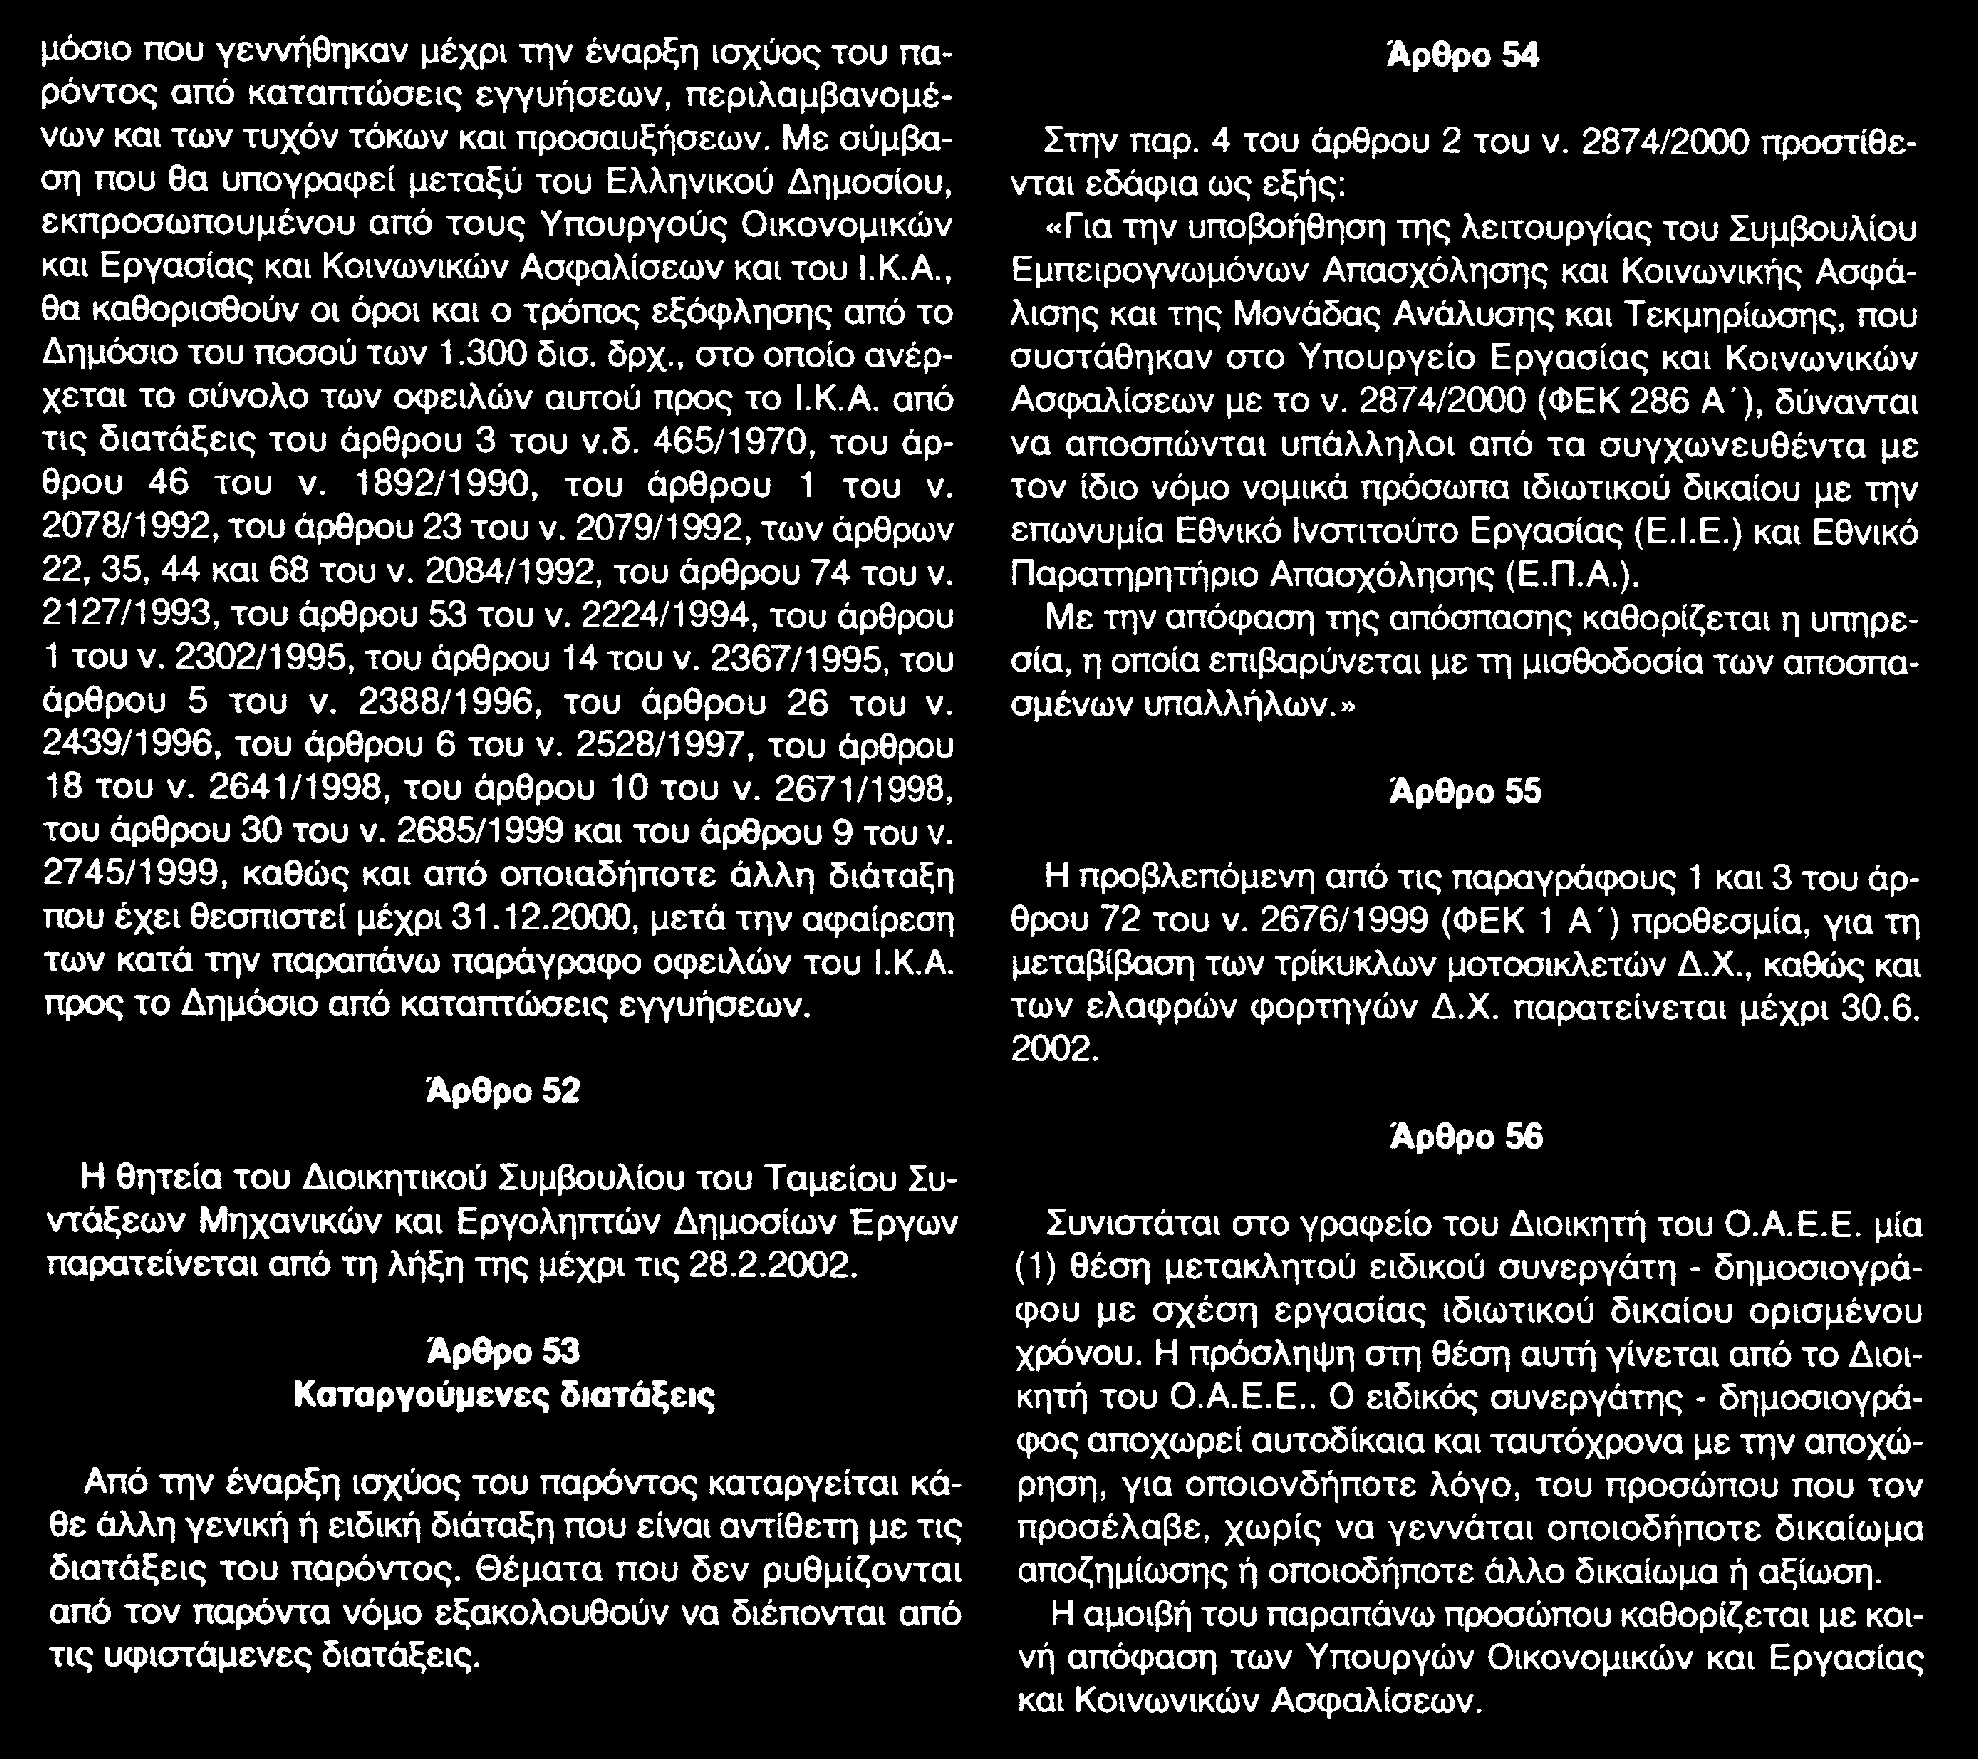 μόσιο που γεννήθηκαν μέχρι την έναρξη ισχύος του πα-
ρόντος από καταπτώσεις εγγυήσεων, περιλαμβανομέ-
νων και των τυχόν τόκων και προσαυξήσεων. Με σύμβα-
ση που θα υπογραφεί μεταξύ του Ελληνικού Δημοσίου,
εκπροσωπουμένου από τους Υπουργούς Οικονομικών
και Εργασίας και Κοινωνικών Ασφαλίσεων και του Ι.Κ.Α.,
θα καθορισθούν οι όροι και ο τρόπος εξόφλησης από το
Δημόσιο του ποσού των 1.300 δισ. δρχ., στο οποίο ανέρ-
χεται το σύνολο των οφειλών αυτού προς το Ι.Κ.Α. από
τις διατάξεις του άρθρου 3 του ν.δ. 465/1970, του άρ-
θρου 46 του ν. 1892/1990, του άρθρου 1 του ν.
2078/1992, του άρθρου 23 του ν. 2079/1992, των άρθρων
22, 35, 44 και 68 του ν. 2084/1992, του άρθρου 74 του ν.
2127/1993, του άρθρου 53 του ν. 2224/1994, του άρθρου
1 του ν. 2302/1995, του άρθρου 14 του ν. 2367/1995, του
άρθρου 5 του ν. 2388/1996, του άρθρου 26 του ν.
2439/1996, του άρθρου 6 του ν. 2528/1997, του άρθρου
18 του ν. 2641/1998, του άρθρου 10 του ν. 2671/1998,
του άρθρου 30 του ν. 2685/1999 και του άρθρου 9 του ν.
2745/1999, καθώς και από οποιαδήποτε άλλη διάταξη
που έχει θεσπιστεί μέχρι 31.12.2000, μετά την αφαίρεση
των κατά την παραπάνω παράγραφο οφειλών του Ι.Κ.Α.
προς το Δημόσιο από καταπτώσεις εγγυήσεων.
Άρθρο 52
Η θητεία του Διοικητικού Συμβουλίου του Ταμείου Συ-
ντάξεων Μηχανικών και Εργοληπτών Δημοσίων Έργων
παρατείνεται από τη λήξη της μέχρι τις 28.2.2002.
Άρθρο 53
Καταργούμενες διατάξεις
Από την έναρξη ισχύος του παρόντος καταργείται κά-
θε άλλη γενική ή ειδική διάταξη που είναι αντίθετη με τις
διατάξεις του παρόντος. Θέματα που δεν ρυθμίζονται
από τον παρόντα νόμο εξακολουθούν να διέπονται από
τις υφιστάμενες διατάξεις.
Άρθρο 54
Στην παρ. 4 του άρθρου 2 του ν. 2874/2000 προστίθε-
νται εδάφια ως εξής:
«Για την υποβοήθηση της λειτουργίας του Συμβουλίου
Εμπειρογνωμόνων Απασχόλησης και Κοινωνικής Ασφά-
λισης και της Μονάδας Ανάλυσης και Τεκμηρίωσης, που
συστάθηκαν στο Υπουργείο Εργασίας και Κοινωνικών
Ασφαλίσεων με το ν. 2874/2000 (ΦΕΚ 286 Α΄), δύνανται
να αποσπώνται υπάλληλοι από τα συγχωνευθέντα με
τον ίδιο νόμο νομικά πρόσωπα ιδιωτικού δικαίου με την
επωνυμία Εθνικό Ινστιτούτο Εργασίας (Ε.Ι.Ε.) και Εθνικό
Παρατηρητήριο Απασχόλησης (Ε.Π.Α.).
Με την απόφαση της απόσπασης καθορίζεται η υπηρε-
σία, η οποία επιβαρύνεται με τη μισθοδοσία των αποσπα-
σμένων υπαλλήλων.»
Άρθρο 55
Η προβλεπόμενη από τις παραγράφους 1 και 3 του άρ-
θρου 72 του ν. 2676/1999 (ΦΕΚ 1 Α΄) προθεσμία, για τη
μεταβίβαση των τρίκυκλων μοτοσικλετών Δ.Χ., καθώς και
των ελαφρών φορτηγών Δ.Χ. παρατείνεται μέχρι 30.6.
2002.
Άρθρο 56
Συνιστάται στο γραφείο του Διοικητή του Ο.Α.Ε.Ε. μία
(1) θέση μετακλητού ειδικού συνεργάτη - δημοσιογρά-
φου με σχέση εργασίας ιδιωτικού δικαίου ορισμένου
χρόνου. Η πρόσληψη στη θέση αυτή γίνεται από το Διοι-
κητή του Ο.Α.Ε.Ε.. Ο ειδικός συνεργάτης - δημοσιογρά-
φος αποχωρεί αυτοδίκαια και ταυτόχρονα με την αποχώ-
ρηση, για οποιονδήποτε λόγο, του προσώπου που τον
προσέλαβε, χωρίς να γεννάται οποιοδήποτε δικαίωμα
αποζημίωσης ή οποιοδήποτε άλλο δικαίωμα ή αξίωση.
Η αμοιβή του παραπάνω προσώπου καθορίζεται με κοι-
νή απόφαση των Υπουργών Οικονομικών και Εργασίας
και Κοινωνικών Ασφαλίσεων.